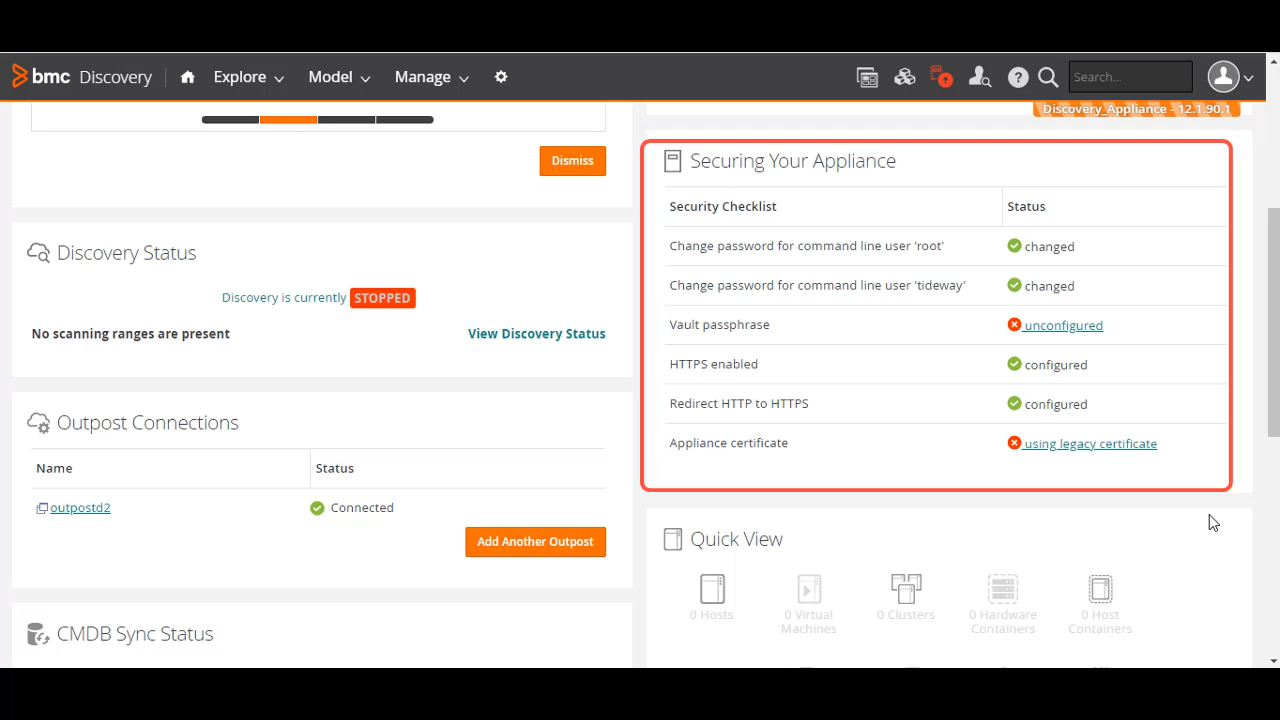 bmc Discovery Explore Model Manage Search...
Discovery_Appliance - 12.1.90.1
Dismiss
Discovery Status
Discovery is currently STOPPED
No scanning ranges are present View Discovery Status
Outpost Connections
Name Status
outpostd2 Connected
Add Another Outpost
CMDB Sync Status
Securing Your Appliance
Security Checklist Status
Change password for command line user 'root' changed
Change password for command line user 'tideway' changed
Vault passphrase unconfigured
HTTPS enabled configured
Redirect HTTP to HTTPS configured
Appliance certificate using legacy certificate
Quick View
0 Hosts
0 Virtual
Machines
0 Clusters
0 Hardware
Containers
0 Host
Containers